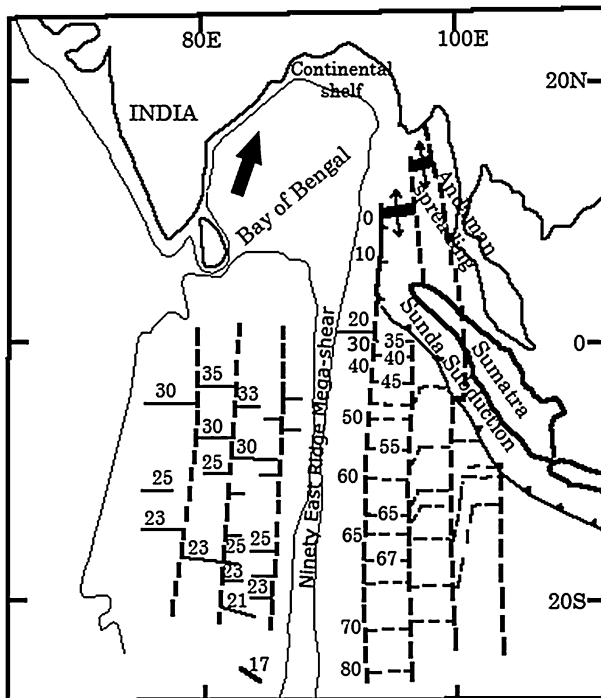 80E 100E
20N
Continental
shelf
INDIA
Bay of Bengal
Andaman
spreading
0
10
20
30 35
40 40
45
50
55
60
65
65
67
70
80
0
20S
Sunda Subduction
Sumatra
Ninety East Ridge Mega-shear
35
30 33
30 30
25 25
23 25 25
23 23 23
21
17